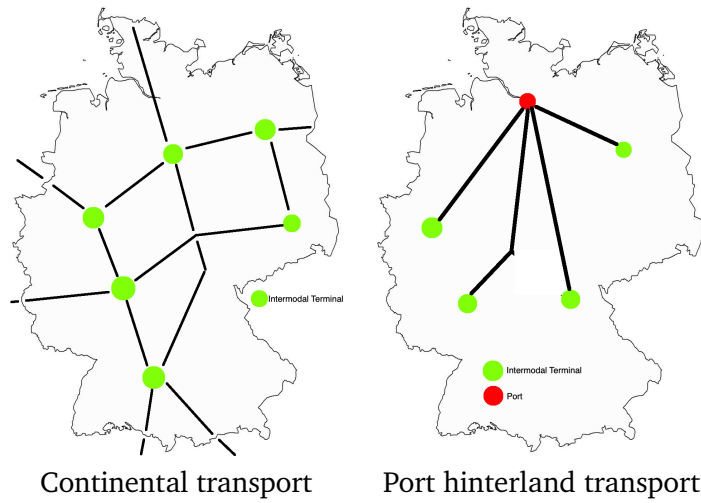 Intermodal Terminal
Intermodal Terminal
Port
Continental transport
Port hinterland transport